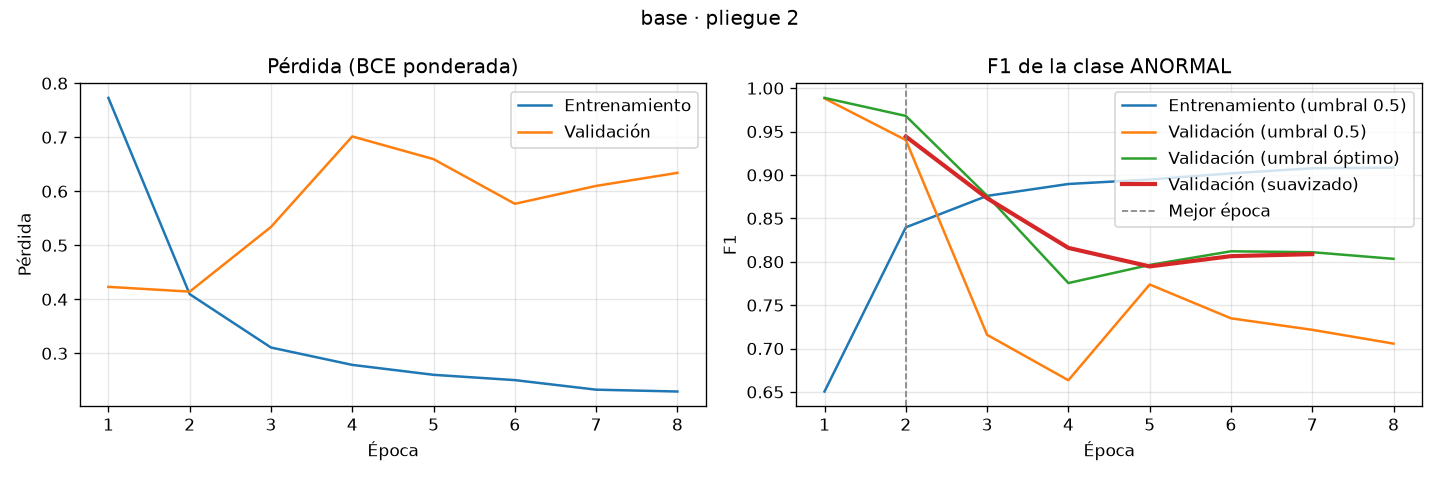 base · pliegue 2
Pérdida (BCE ponderada)
Pérdida
0.8
0.7
0.6
0.5
0.4
0.3
Entrenamiento
Validación
1 2 3 4 5 6 7 8
Época
F1 de la clase ANORMAL
F1
1.00
0.95
0.90
0.85
0.80
0.75
0.70
0.65
Entrenamiento (umbral 0.5)
Validación (umbral 0.5)
Validación (umbral óptimo)
Validación (suavizado)
Mejor época
1 2 3 4 5 6 7 8
Época